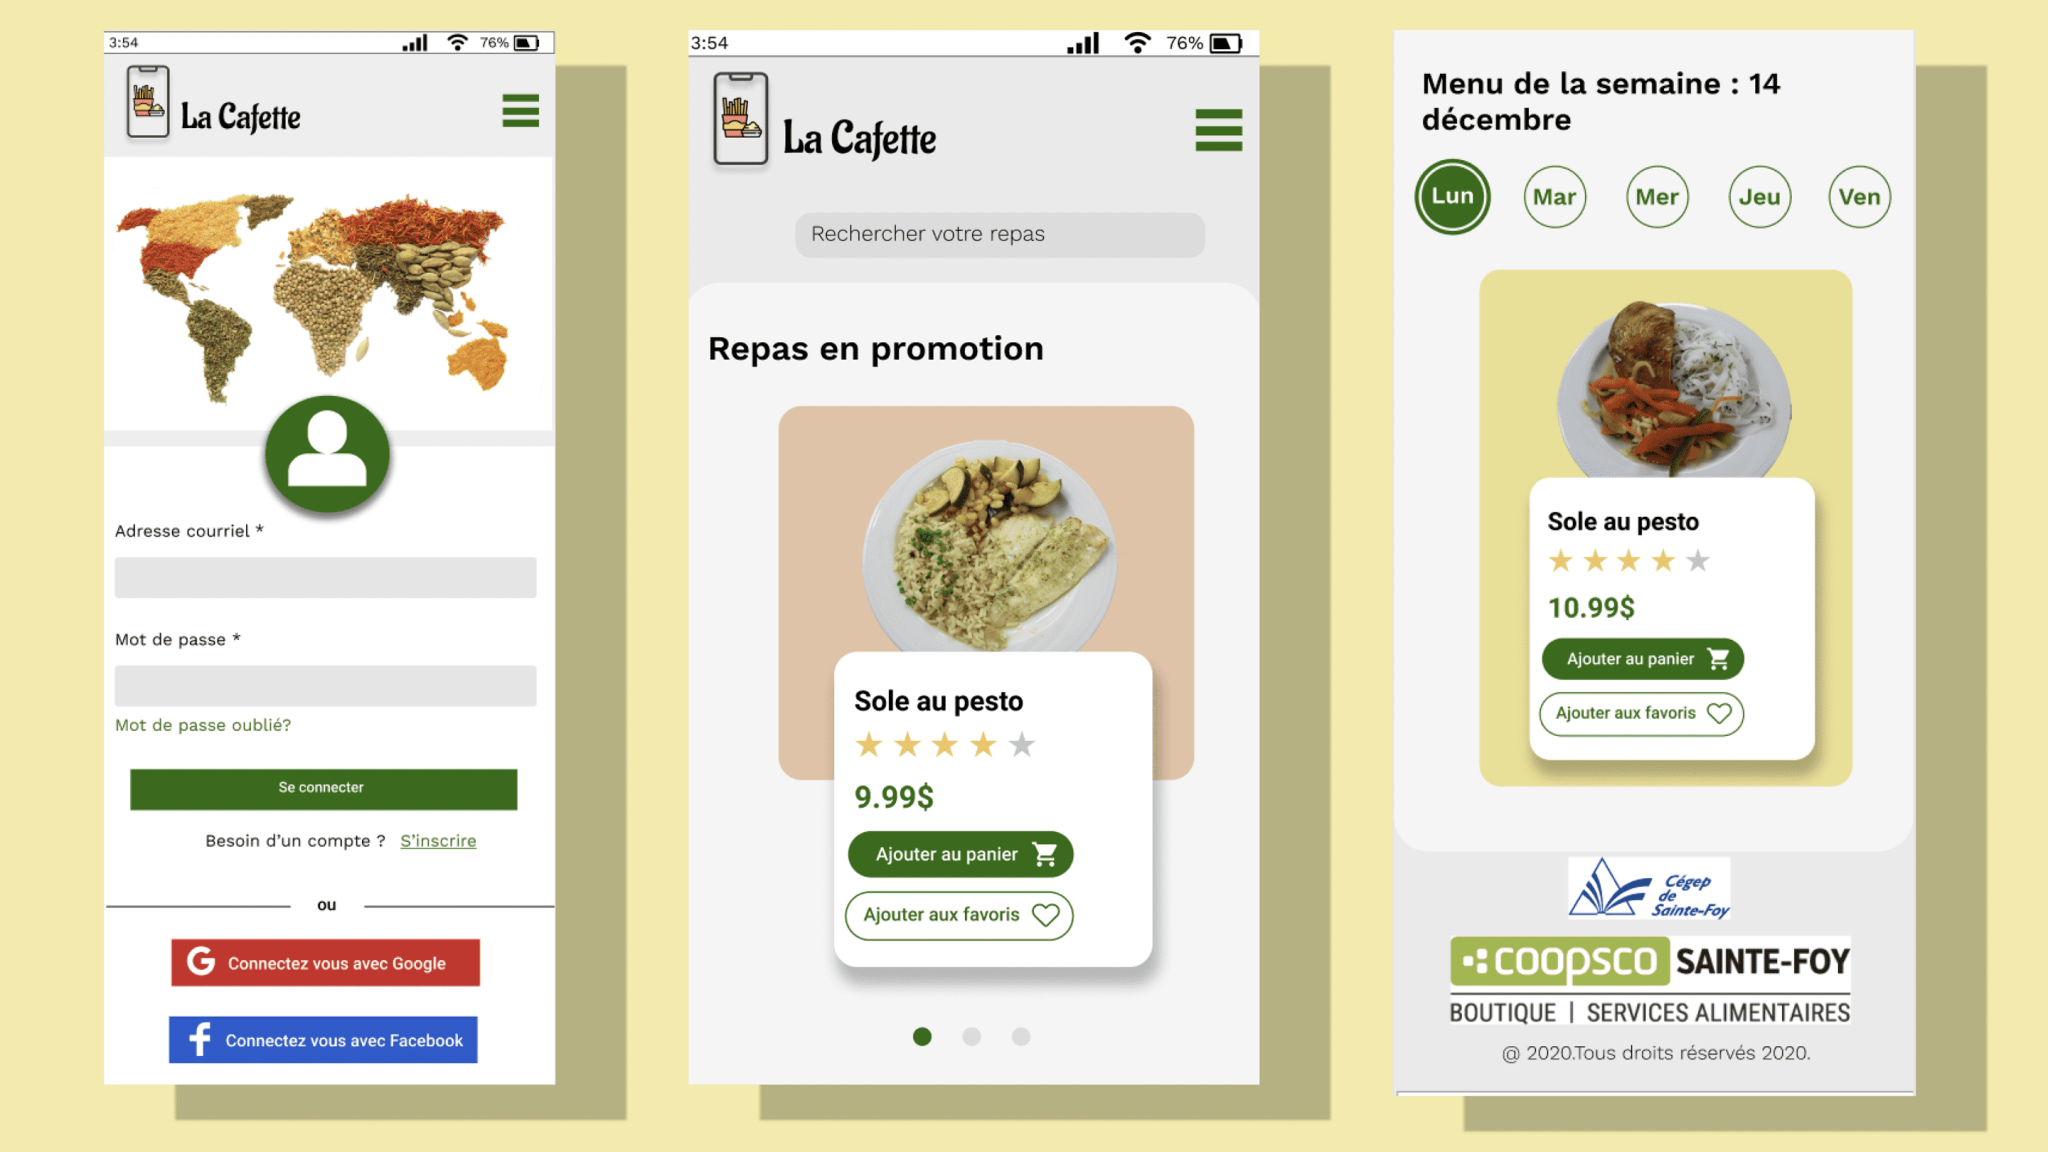 3:54
76%
La Cafette
Adresse courriel *
Mot de passe *
Mot de passe oublié?
Se connecter
Besoin d'un compte ? S'inscrire
ou
Connectez vous avec Google
Connectez vous avec Facebook
3:54
76%
La Cafette
Rechercher votre repas
Repas en promotion
Sole au pesto
9.99$
Ajouter au panier
Ajouter aux favoris
Menu de la semaine : 14
décembre
Lun Mar Mer Jeu Ven
Sole au pesto
10.99$
Ajouter au panier
Ajouter aux favoris
Cégep
de
Sainte-Foy
coopsco SAINTE-FOY
BOUTIQUE | SERVICES ALIMENTAIRES
@ 2020.Tous droits réservés 2020.